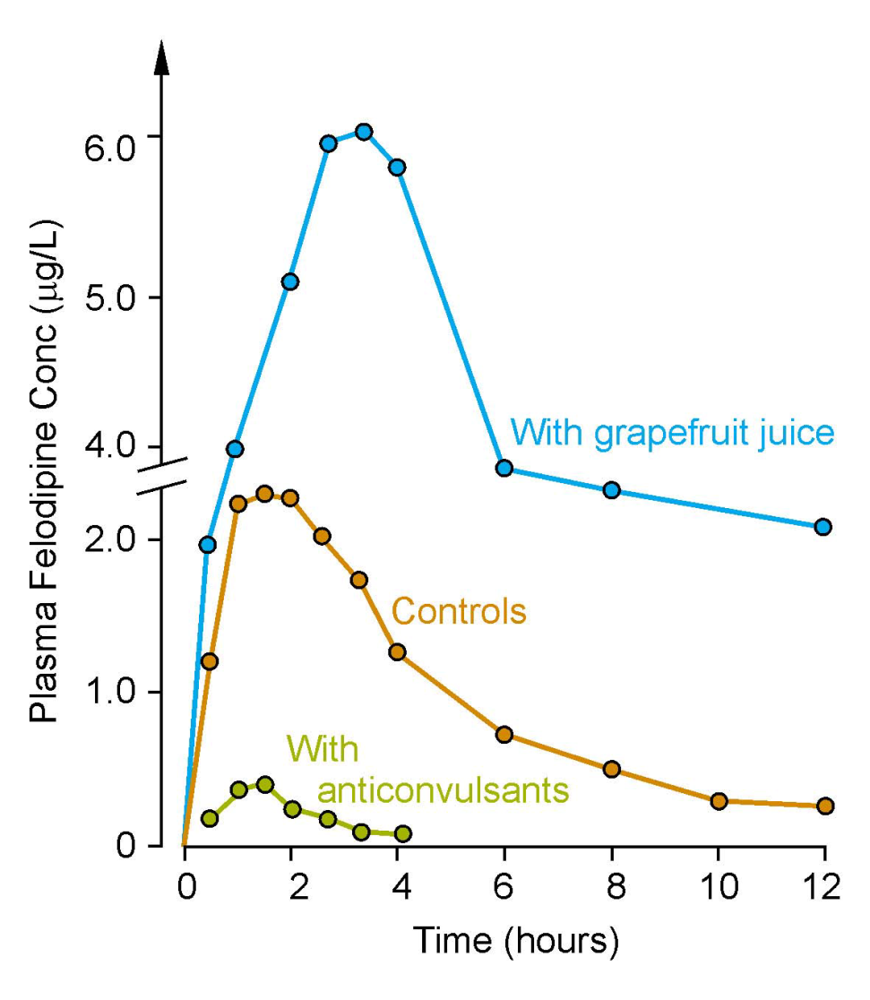 Plasma Felodipine Conc (µg/L)
6.0
5.0
4.0
2.0
1.0
0
With grapefruit juice
Controls
With
anticonvulsants
0 2 4 6 8 10 12
Time (hours)